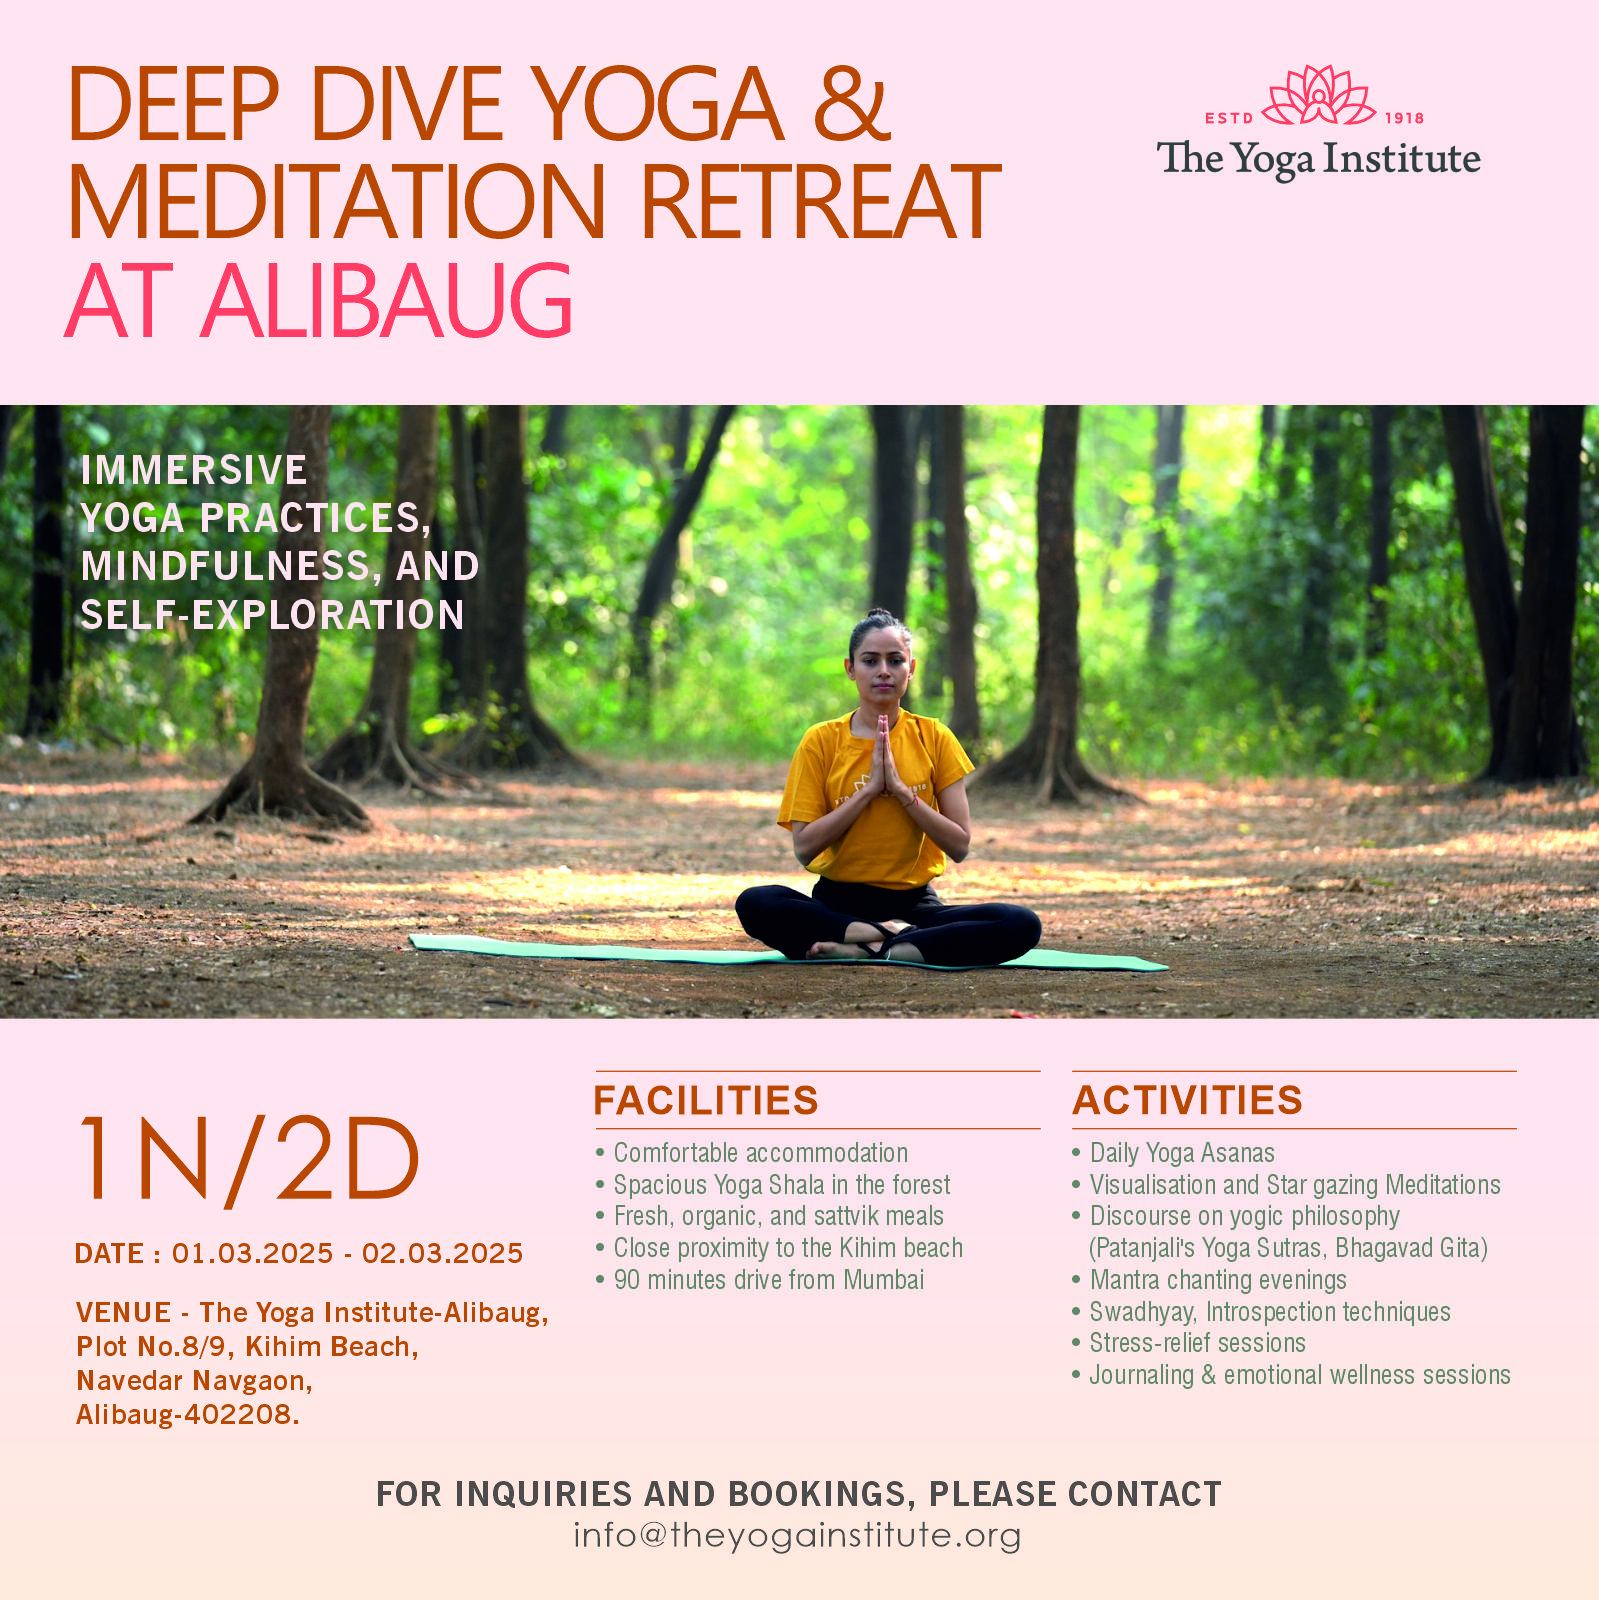 DEEP DIVE YOGA &
MEDITATION RETREAT
AT ALIBAUG
ESTD 1918
The Yoga Institute
IMMERSIVE
YOGA PRACTICES,
MINDFULNESS, AND
SELF-EXPLORATION
1N/2D
DATE : 01.03.2025 - 02.03.2025
VENUE - The Yoga Institute-Alibaug,
Plot No.8/9, Kihim Beach,
Navedar Navgaon,
Alibaug-402208.
FACILITIES
• Comfortable accommodation
• Spacious Yoga Shala in the forest
• Fresh, organic, and sattvik meals
• Close proximity to the Kihim beach
• 90 minutes drive from Mumbai
ACTIVITIES
• Daily Yoga Asanas
• Visualisation and Star gazing Meditations
• Discourse on yogic philosophy
(Patanjali's Yoga Sutras, Bhagavad Gita)
• Mantra chanting evenings
• Swadhyay, Introspection techniques
• Stress-relief sessions
• Journaling & emotional wellness sessions
FOR INQUIRIES AND BOOKINGS, PLEASE CONTACT
info@theyogainstitute.org